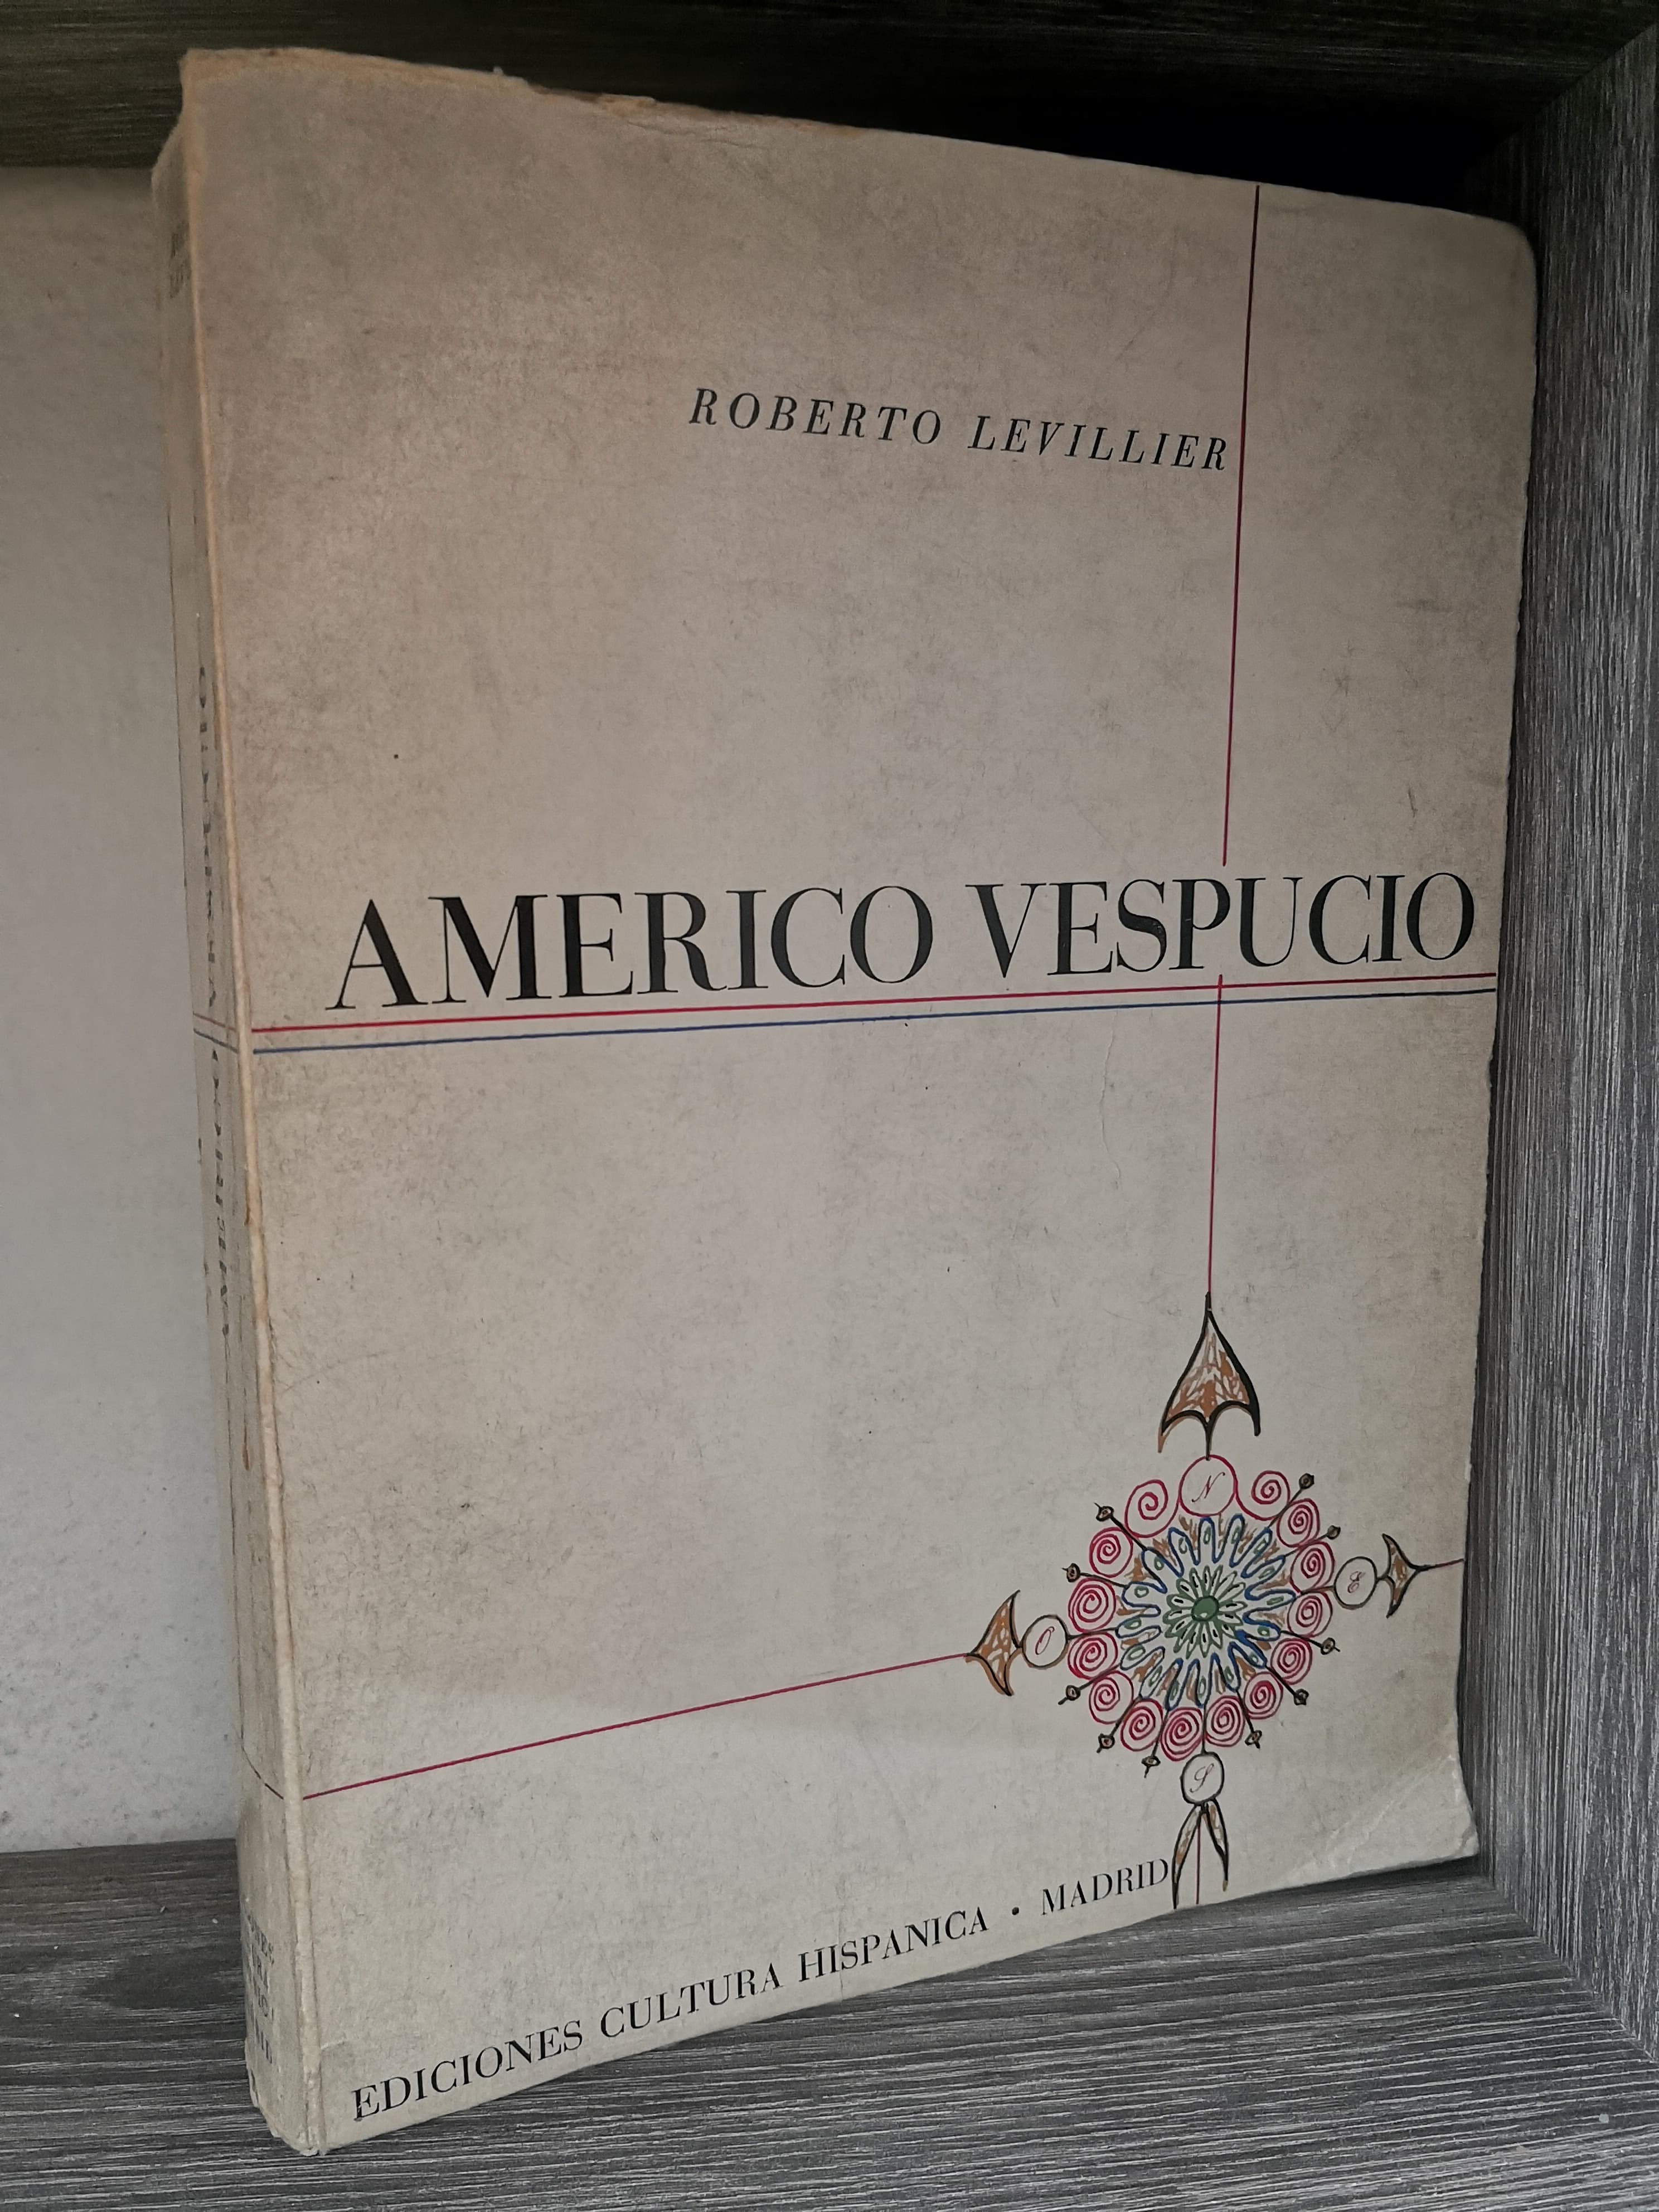 ROBERTO LEVILLIER
AMERICO VESPUCIO
N
E
O
S
EDICIONES CULTURA HISPANICA • MADRID